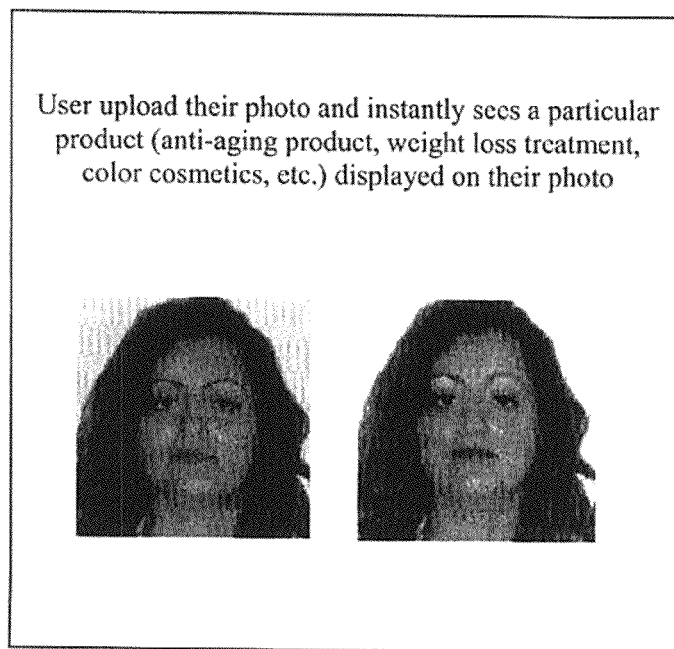 User upload their photo and instantly sees a particular
product (anti-aging product, weight loss treatment,
color cosmetics, etc.) displayed on their photo